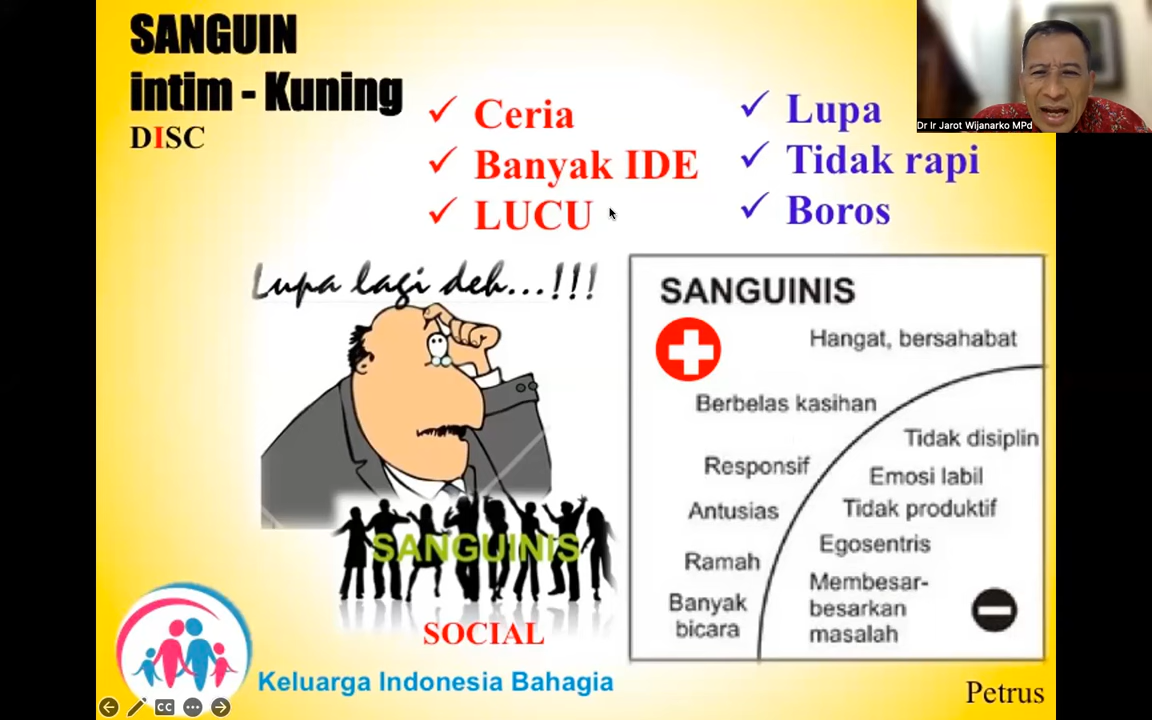 SANGUIN
intim - Kuning
DISC
✓ Ceria
✓ Banyak IDE
✓ LUCU
✓ Lupa
✓ Tidak rapi
✓ Boros
Dr Ir Jarot Wijanarko MPd
Lupa lagi deh...!!!
SANGUINIS
SOCIAL
SANGUINIS
Hangat, bersahabat
Berbelas kasihan
Responsif
Antusias
Ramah
Banyak
bicara
Tidak disiplin
Emosi labil
Tidak produktif
Egosentris
Membesar-
besarkan
masalah
Keluarga Indonesia Bahagia
Petrus
CC